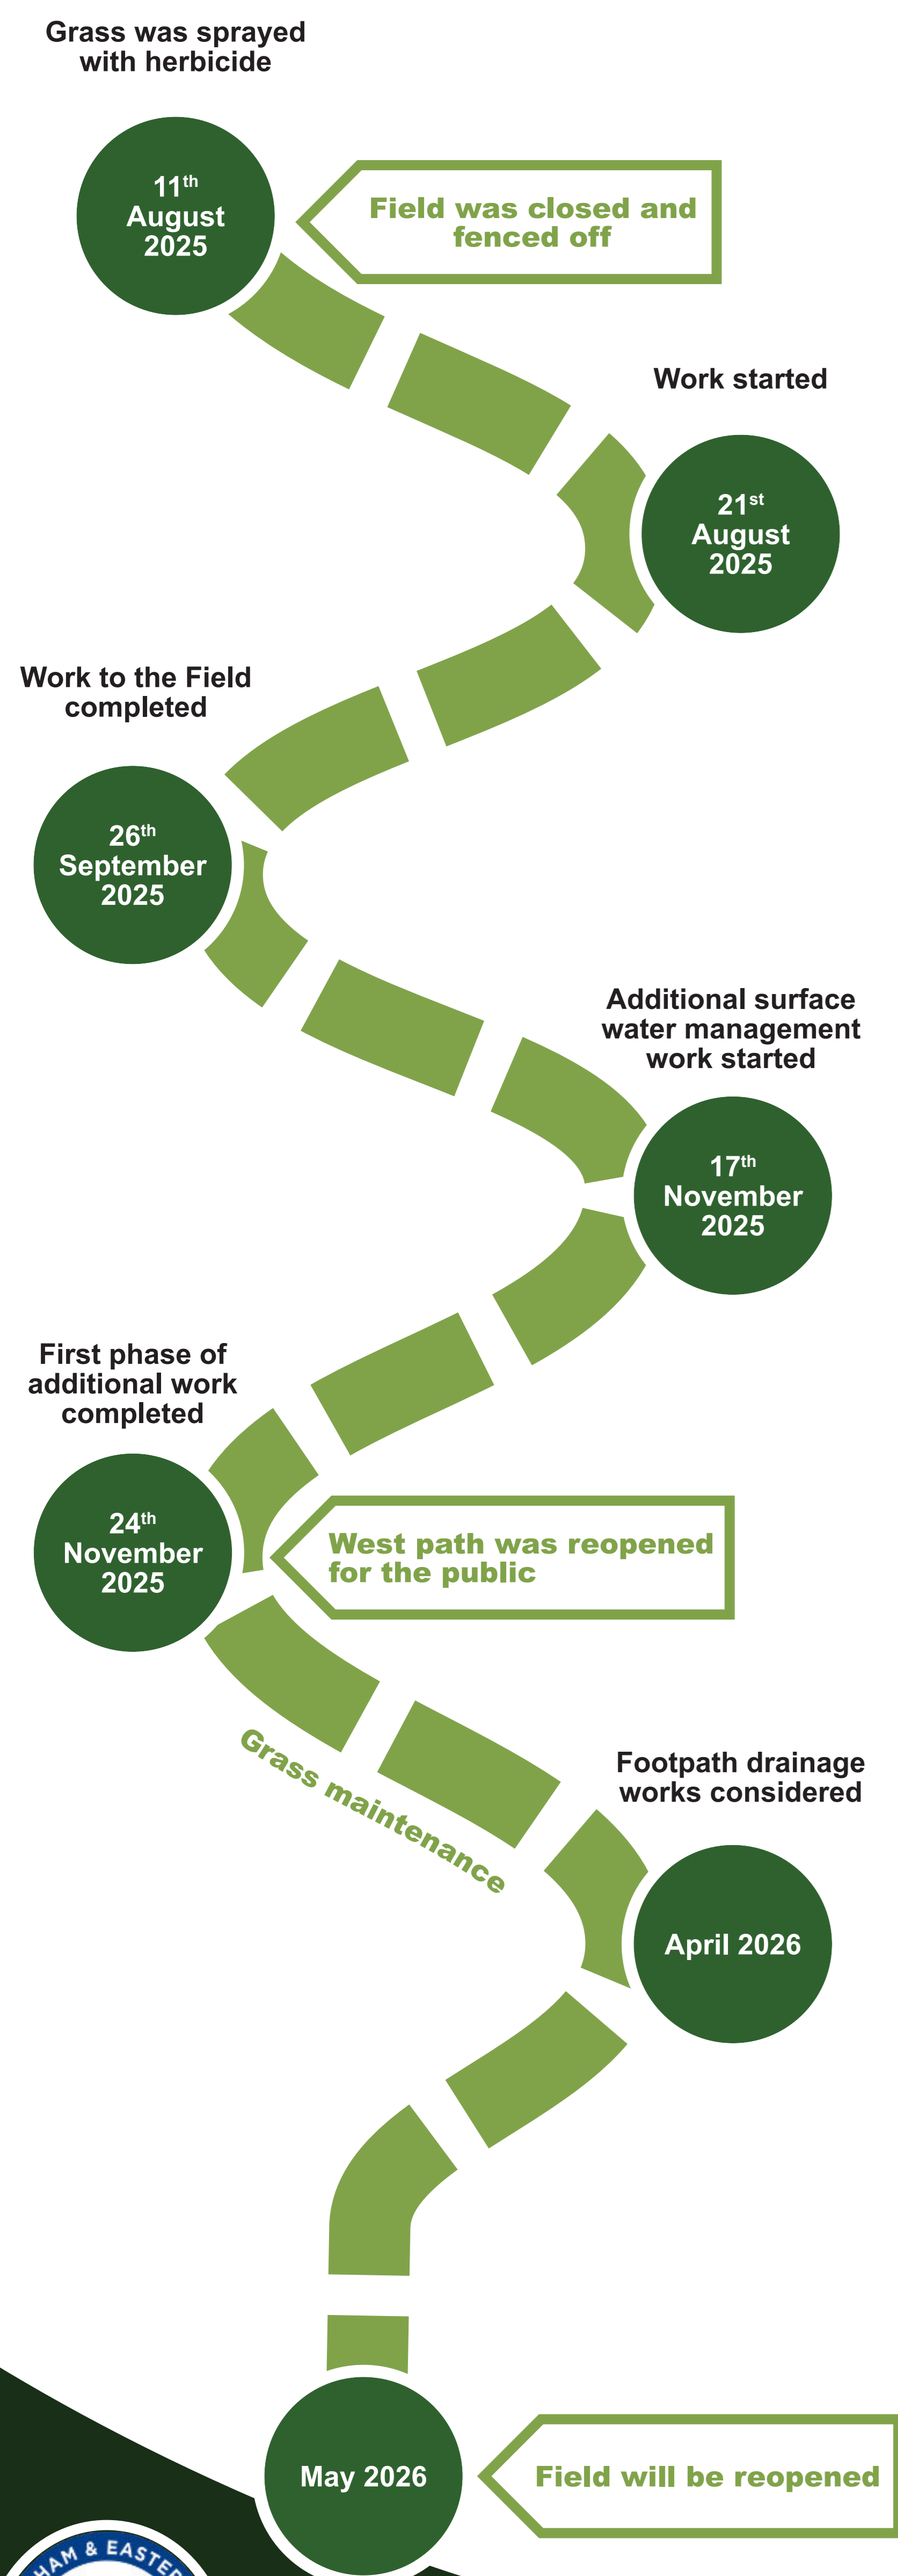 Grass was sprayed
with herbicide
11th
August
2025
Field was closed and
fenced off
Work started
21st
August
2025
Work to the Field
completed
26th
September
2025
Additional surface
water management
work started
17th
November
2025
First phase of
additional work
completed
24th
November
2025
West path was reopened
for the public
Grass maintenance
Footpath drainage
works considered
April 2026
May 2026
Field will be reopened